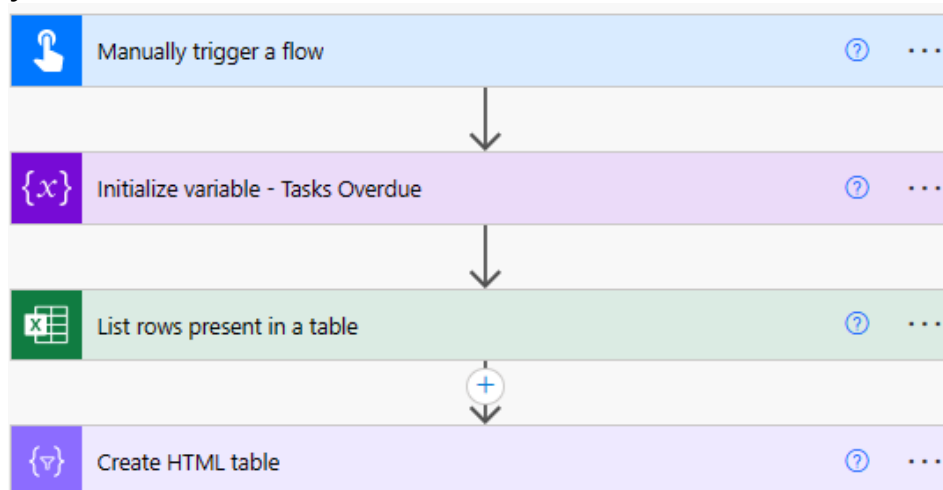 Manually trigger a flow
{x} Initialize variable - Tasks Overdue
List rows present in a table
Create HTML table